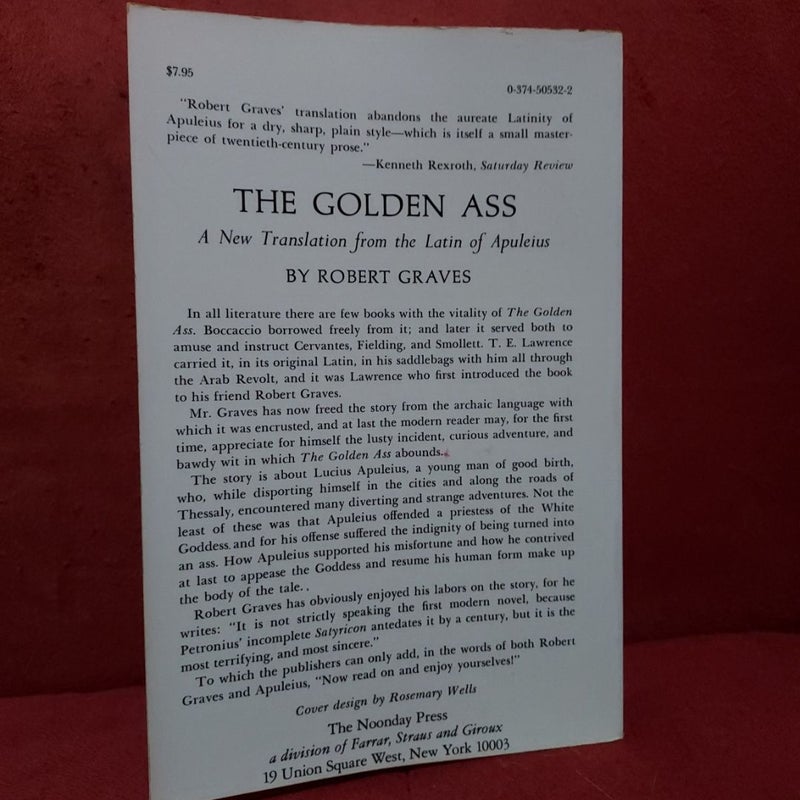 $7.95
0-374-50532-2
"Robert Graves' translation abandons the aureate Latinity of
Apuleius for a dry, sharp, plain style—which is itself a small master-
piece of twentieth-century prose."
—Kenneth Rexroth, Saturday Review
THE GOLDEN ASS
A New Translation from the Latin of Apuleius
BY ROBERT GRAVES
In all literature there are few books with the vitality of The Golden
Ass. Boccaccio borrowed freely from it; and later it served both to
amuse and instruct Cervantes, Fielding, and Smollett. T. E. Lawrence
carried it, in its original Latin, in his saddlebags with him all through
the Arab Revolt, and it was Lawrence who first introduced the book
to his friend Robert Graves.
Mr. Graves has now freed the story from the archaic language with
which it was encrusted, and at last the modern reader may, for the first
time, appreciate for himself the lusty incident, curious adventure, and
bawdy wit in which The Golden Ass abounds.
The story is about Lucius Apuleius, a young man of good birth,
who, while disporting himself in the cities and along the roads of
Thessaly, encountered many diverting and strange adventures. Not the
least of these was that Apuleius offended a priestess of the White
Goddess and for his offense suffered the indignity of being turned into
an ass. How Apuleius supported his misfortune and how he contrived
at last to appease the Goddess and resume his human form make up
the body of the tale. .
Robert Graves has obviously enjoyed his labors on the story, for he
writes: "It is not strictly speaking the first modern novel, because
Petronius' incomplete Satyricon antedates it by a century, but it is the
most terrifying, and most sincere."
To which the publishers can only add, in the words of both Robert
Graves and Apuleius, "Now read on and enjoy yourselves!"
Cover design by Rosemary Wells
The Noonday Press
a division of Farrar, Straus and Giroux
19 Union Square West, New York 10003